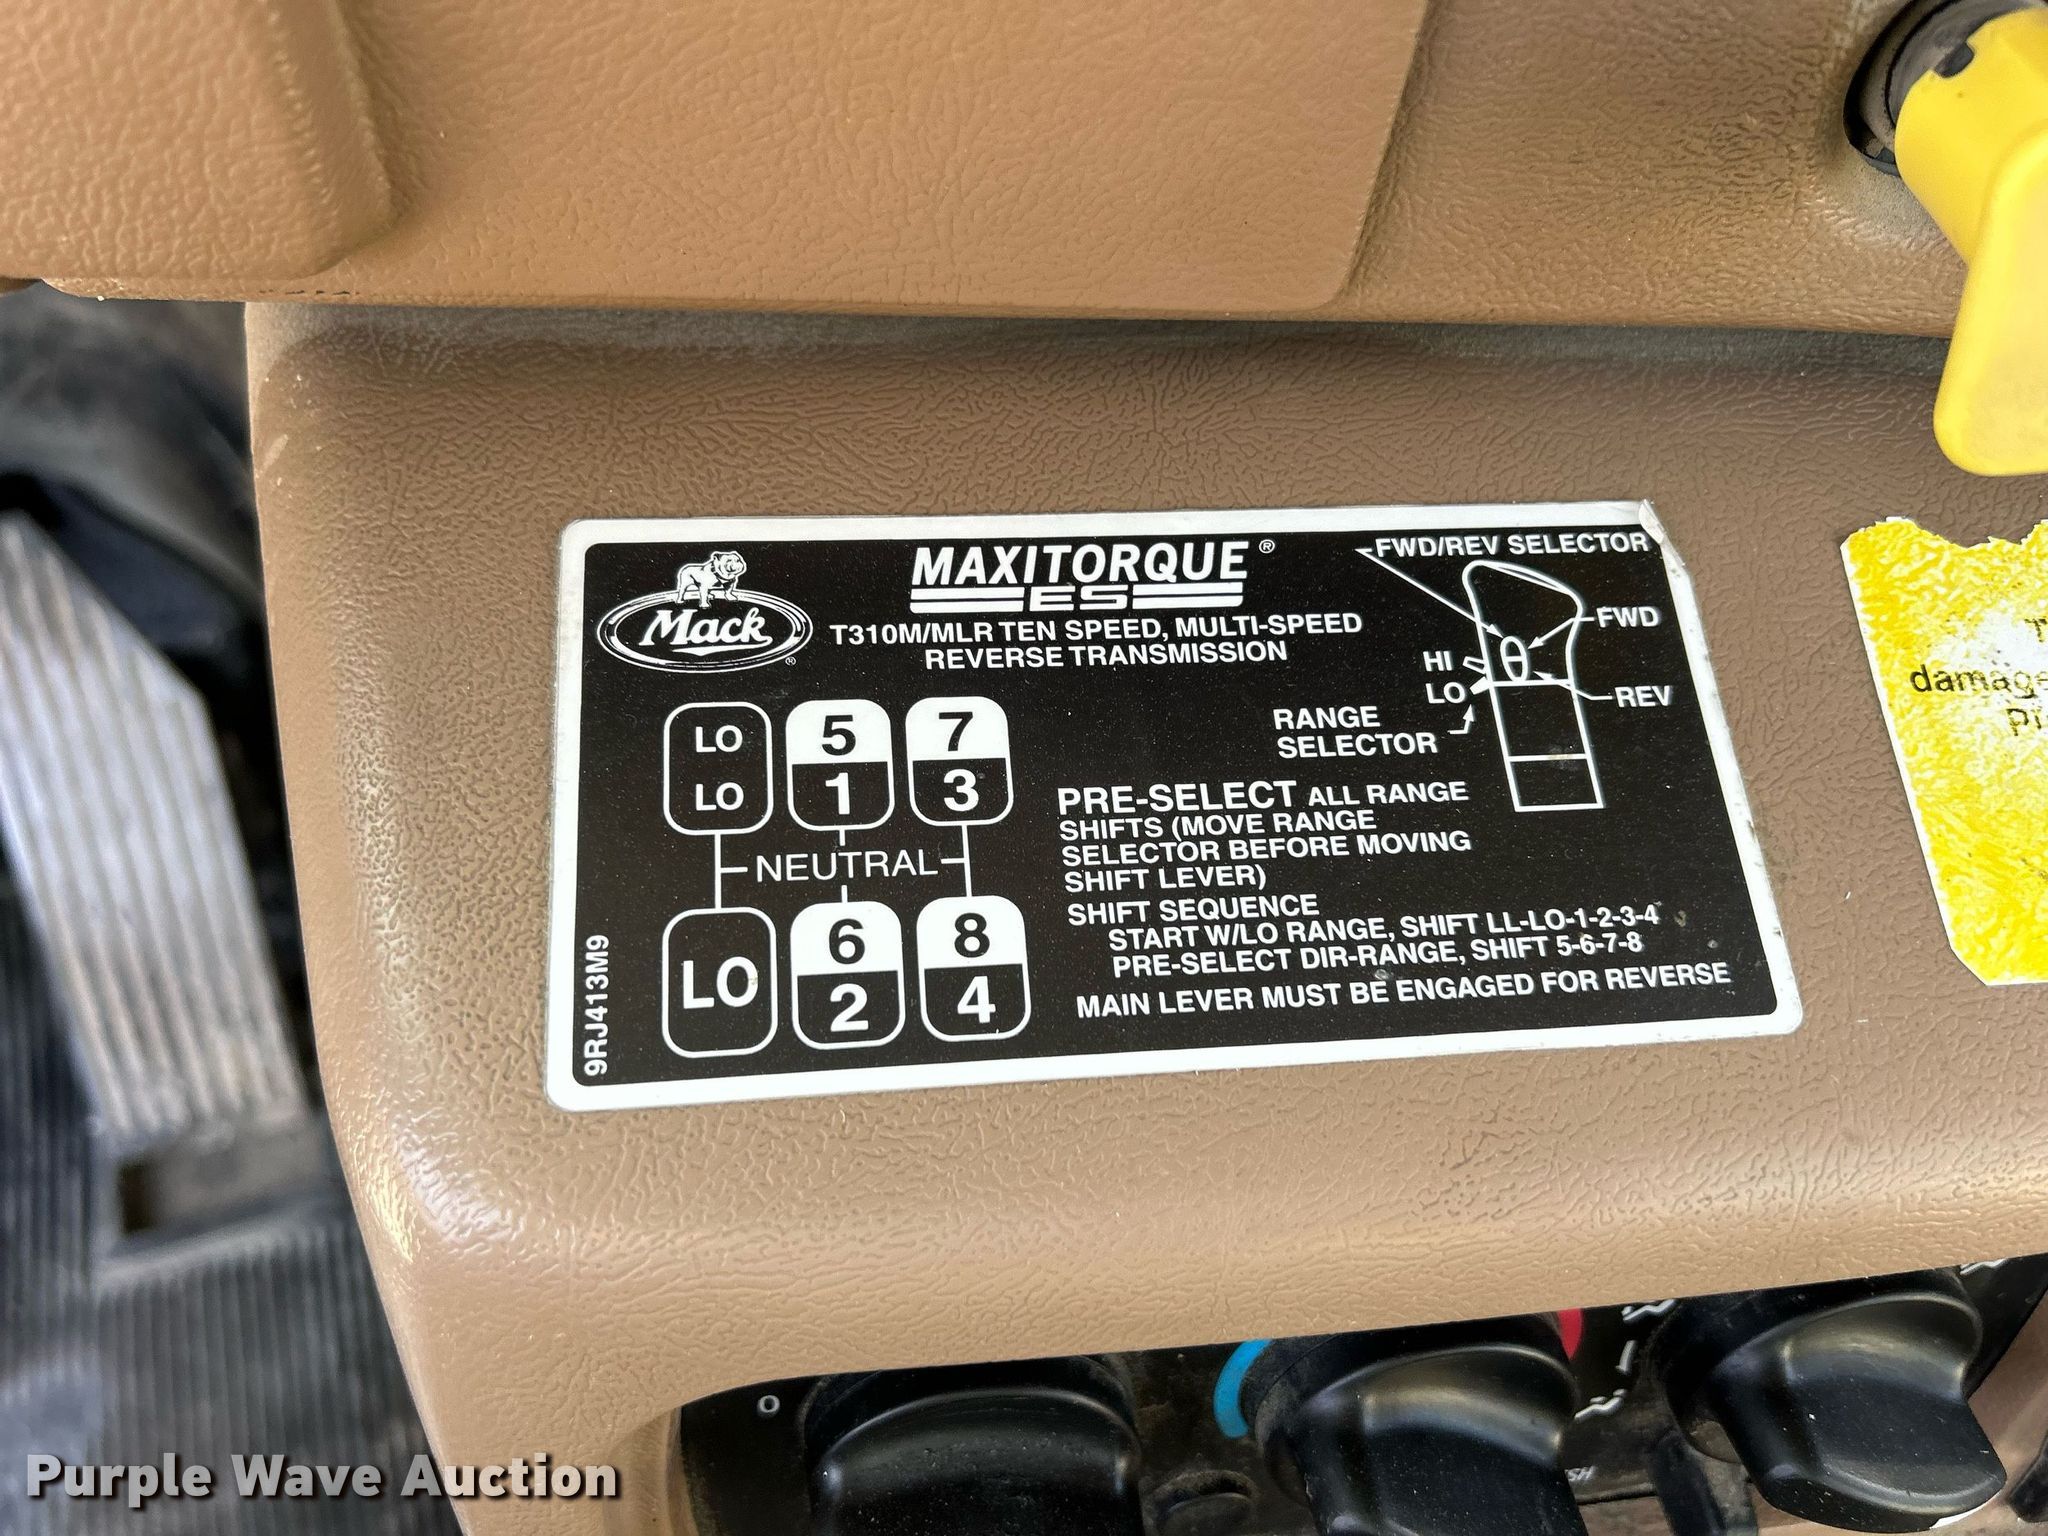 MAXITORQUE®
ES
Mack®
T310M/MLR TEN SPEED, MULTI-SPEED
REVERSE TRANSMISSION
FWD/REV SELECTOR
FWD
HI
LO
REV
RANGE
SELECTOR
LO 5 7
LO 1 3
NEUTRAL
LO 6 8
2 4
PRE-SELECT ALL RANGE
SHIFTS (MOVE RANGE
SELECTOR BEFORE MOVING
SHIFT LEVER)
SHIFT SEQUENCE
START W/LO RANGE, SHIFT LL-LO-1-2-3-4
PRE-SELECT DIR-RANGE, SHIFT 5-6-7-8
MAIN LEVER MUST BE ENGAGED FOR REVERSE
9RJ413M9
damage
O
Purple Wave Auction